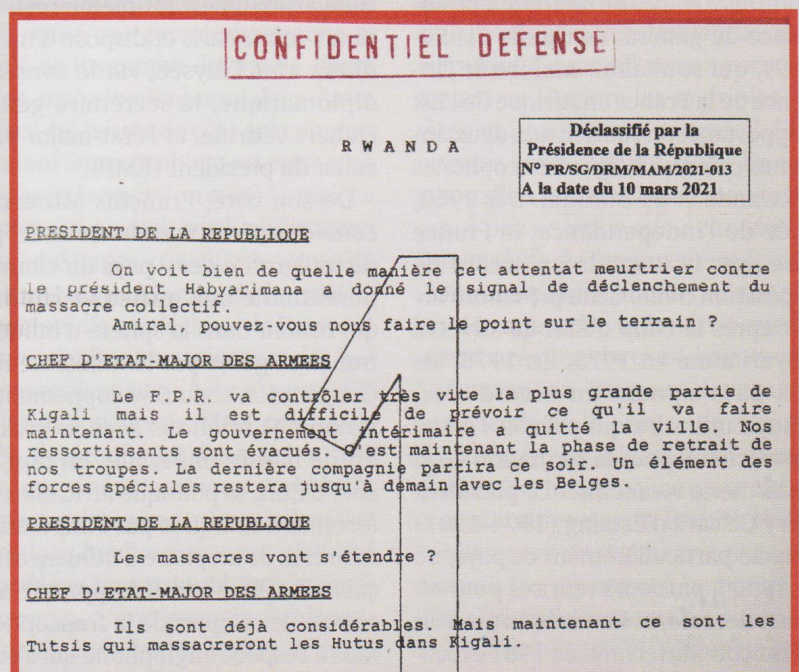 CONFIDENTIEL DEFENSE
RWANDA
Déclassifié par la
Présidence de la République
N° PR/SG/DRM/MAM/2021-013
A la date du 10 mars 2021
PRESIDENT DE LA REPUBLIQUE
On voit bien de quelle manière cet attentat meurtrier contre
le président Habyarimana a donné le signal de déclenchement du
massacre collectif.
Amiral, pouvez-vous nous faire le point sur le terrain ?
CHEF D'ETAT-MAJOR DES ARMEES
Le F.P.R. va contrôler très vite la plus grande partie de
Kigali mais il est difficile de prévoir ce qu'il va faire
maintenant. Le gouvernement intérimaire a quitté la ville. Nos
ressortissants sont évacués. C'est maintenant la phase de retrait de
nos troupes. La dernière compagnie partira ce soir. Un élément des
forces spéciales restera jusqu'à demain avec les Belges.
PRESIDENT DE LA REPUBLIQUE
Les massacres vont s'étendre ?
CHEF D'ETAT-MAJOR DES ARMEES
Ils sont déjà considérables. Mais maintenant ce sont les
Tutsis qui massacreront les Hutus dans Kigali.